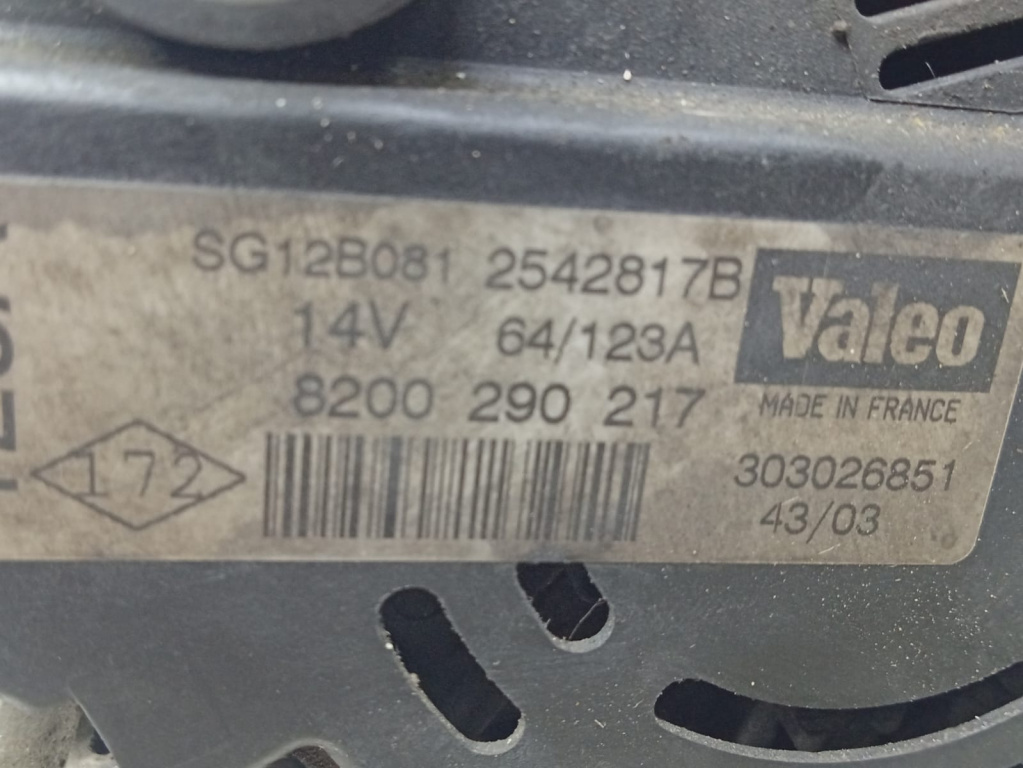 SG12B081 2542817B
14V 64/123A
8200 290 217
172
Valeo
MADE IN FRANCE
303026851
43/03